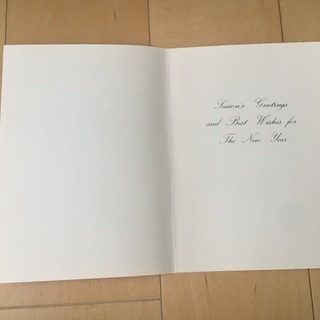 Season's Greetings
and Best Wishes for
The New Year